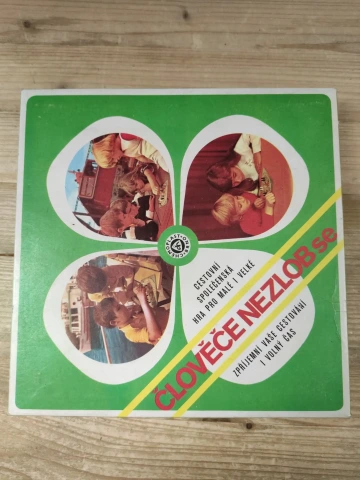 CESTOVNÍ
SPOLEČENSKÁ
HRA PRO MALÉ I VELKÉ
ČLOVĚČE NEZLOB se
ZPŘÍJEMNÍ VAŠE CESTOVÁNÍ
I VOLNÝ ČAS